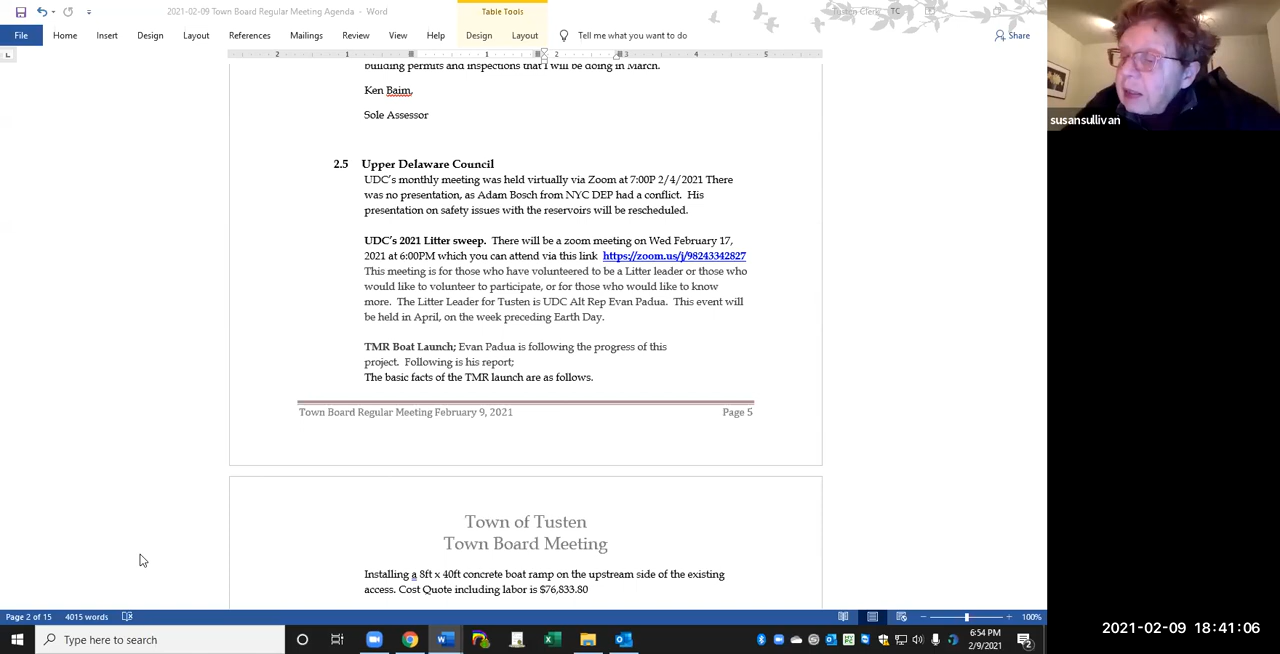 2021-02-09 Town Board Regular Meeting Agenda - Word
Table Tools
Tusten Clerk TC
File Home Insert Design Layout References Mailings Review View Help Design Layout Tell me what you want to do Share
2 1 1 2 3 4 5
building permits and inspections that I will be doing in March.
Ken Baim,
Sole Assessor
2.5 Upper Delaware Council
UDC's monthly meeting was held virtually via Zoom at 7:00P 2/4/2021 There
was no presentation, as Adam Bosch from NYC DEP had a conflict. His
presentation on safety issues with the reservoirs will be rescheduled.
UDC's 2021 Litter sweep. There will be a zoom meeting on Wed February 17,
2021 at 6:00PM which you can attend via this link https://zoom.us/j/98243342827
This meeting is for those who have volunteered to be a Litter leader or those who
would like to volunteer to participate, or for those who would like to know
more. The Litter Leader for Tusten is UDC Alt Rep Evan Padua. This event will
be held in April, on the week preceding Earth Day.
TMR Boat Launch; Evan Padua is following the progress of this
project. Following is his report;
The basic facts of the TMR launch are as follows.
Town Board Regular Meeting February 9, 2021 Page 5
Town of Tusten
Town Board Meeting
Installing a 8ft x 40ft concrete boat ramp on the upstream side of the existing
access. Cost Quote including labor is $76,833.80
Page 2 of 15 4015 words 100%
Type here to search
6:54 PM
2/9/2021
2
susansullivan
2021-02-09 18:41:06